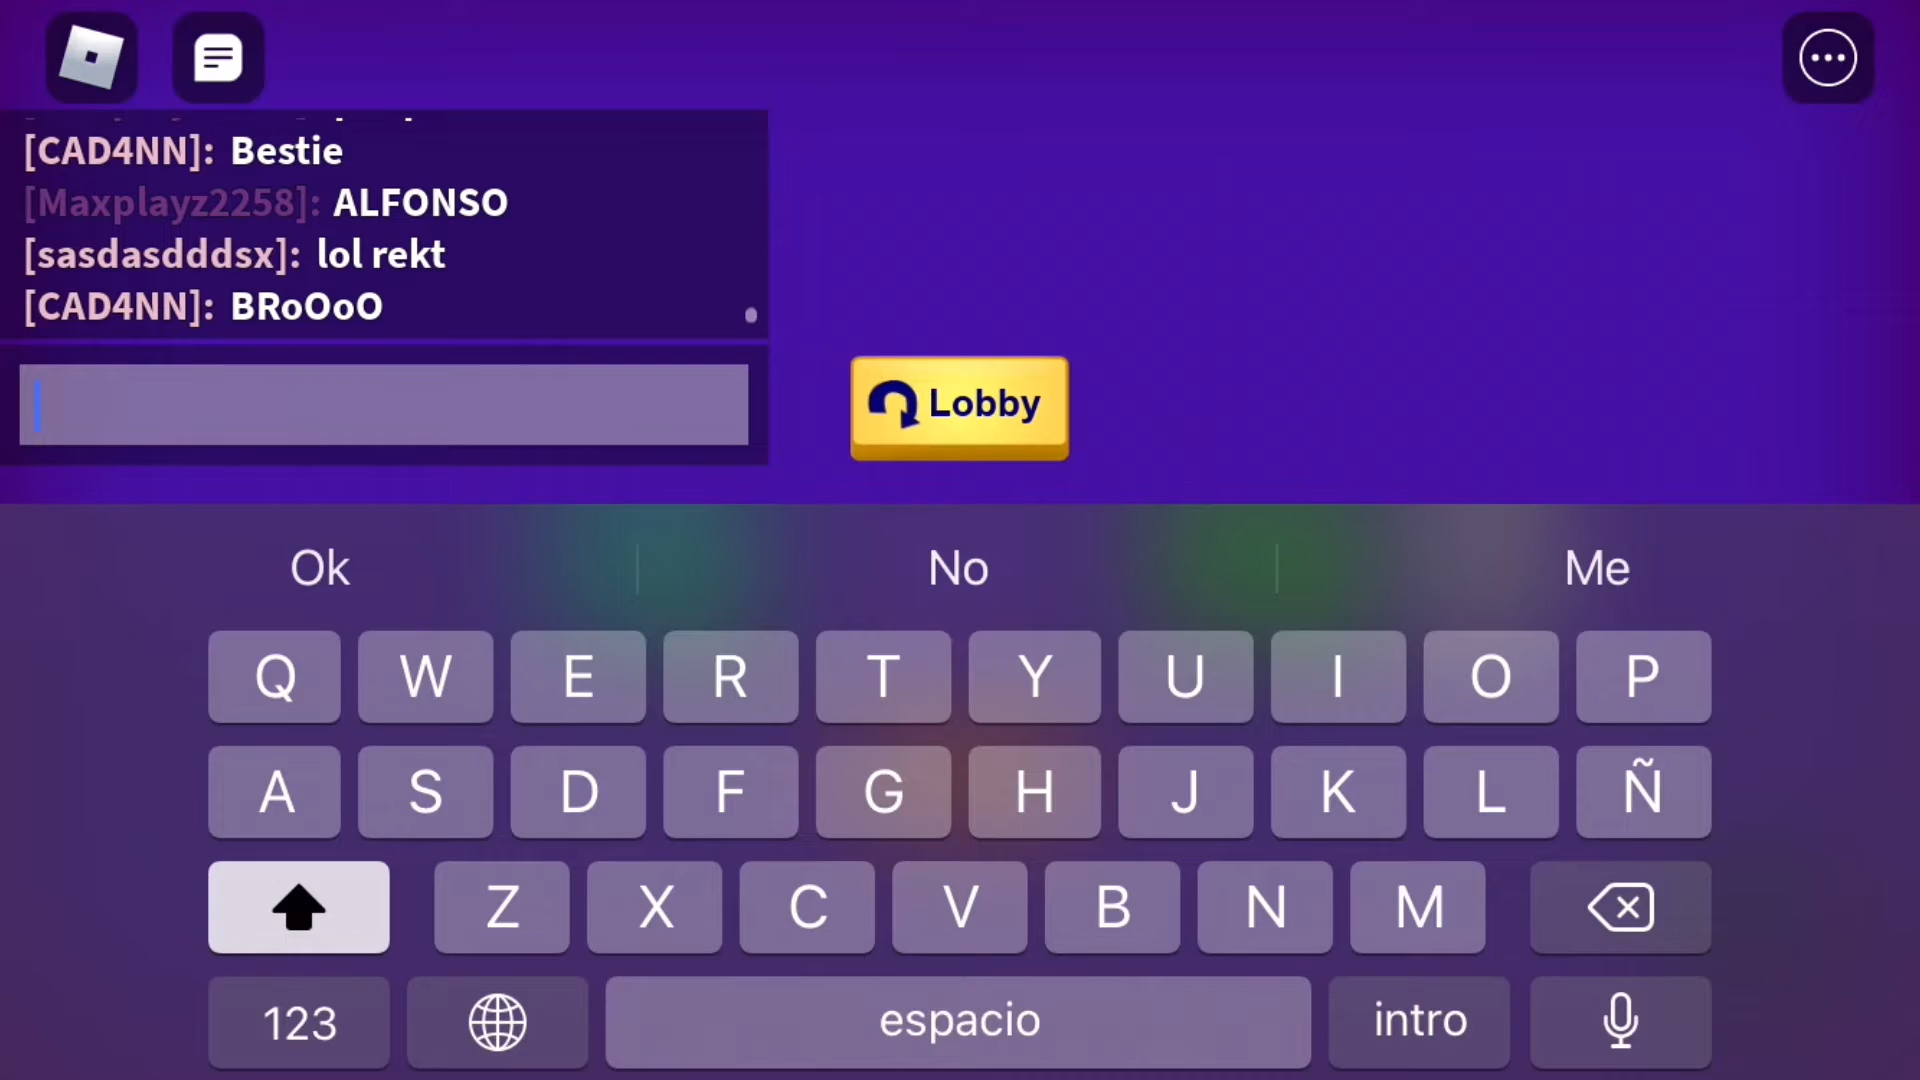 [CAD4NN]: Bestie
[Maxplayz2258]: ALFONSO
[sasdasdddsx]: lol rekt
[CAD4NN]: BRoOoO
Lobby
Ok No Me
Q W E R T Y U I O P
A S D F G H J K L Ñ
Z X C V B N M
123 espacio intro